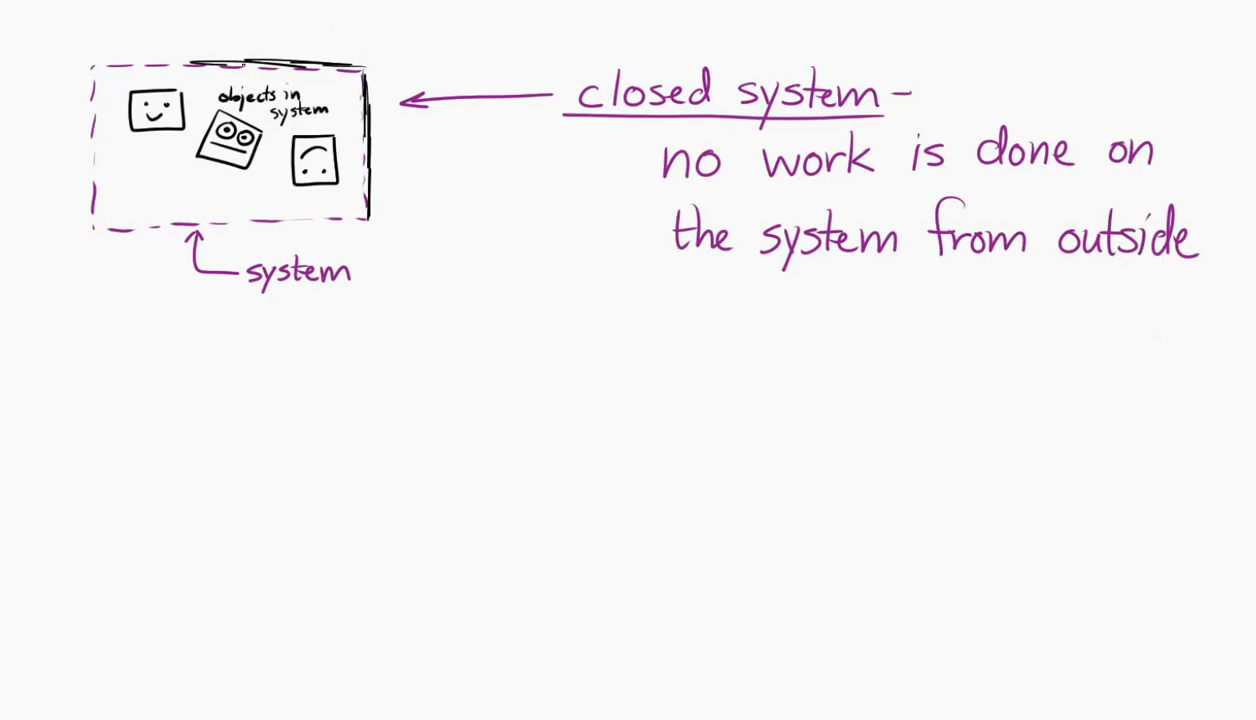 objects in
system
system
closed system -
no work is done on
the system from outside